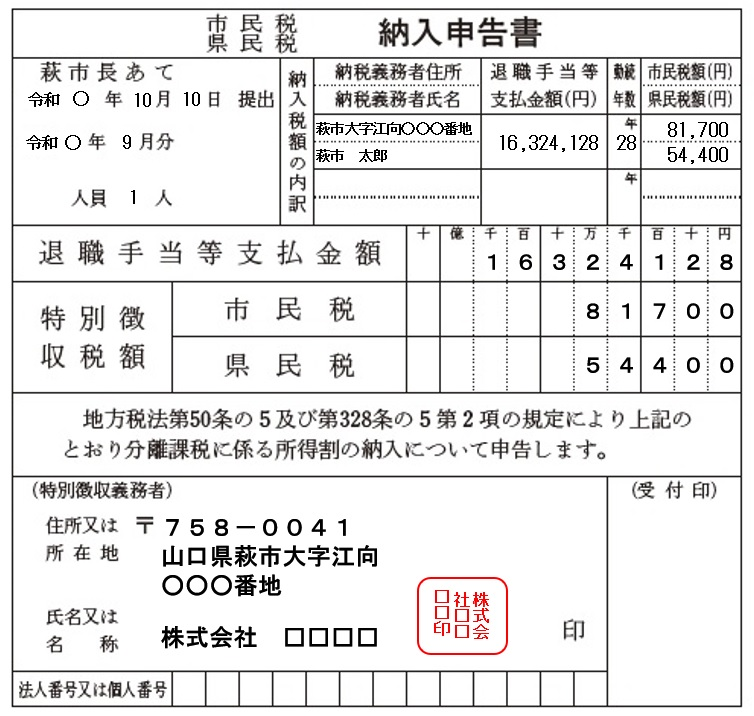 市民税
県民税
納入申告書
萩市長あて
令和 〇 年 10月 10日 提出
令和 〇 年 9月分
人員 1 人
納入税額の内訳
納税義務者住所
納税義務者氏名
退職手当等
支払金額(円)
勤続
年数
市民税額(円)
県民税額(円)
萩市大字江向〇〇〇番地
萩市 太郎
16,324,128
年
28
81,700
54,400
年
退職手当等支払金額
十 億 千 百 十 万 千 百 十 円
1 6 3 2 4 1 2 8
特別徴
収税額
市民税
8 1 7 0 0
県民税
5 4 4 0 0
地方税法第50条の5及び第328条の5第2項の規定により上記の
とおり分離課税に係る所得割の納入について申告します。
(特別徴収義務者)
(受付印)
住所又は
所在地
〒758-0041
山口県萩市大字江向
〇〇〇番地
氏名又は
名称
株式会社 □□□□
株式会
社□□
□□印
印
法人番号又は個人番号